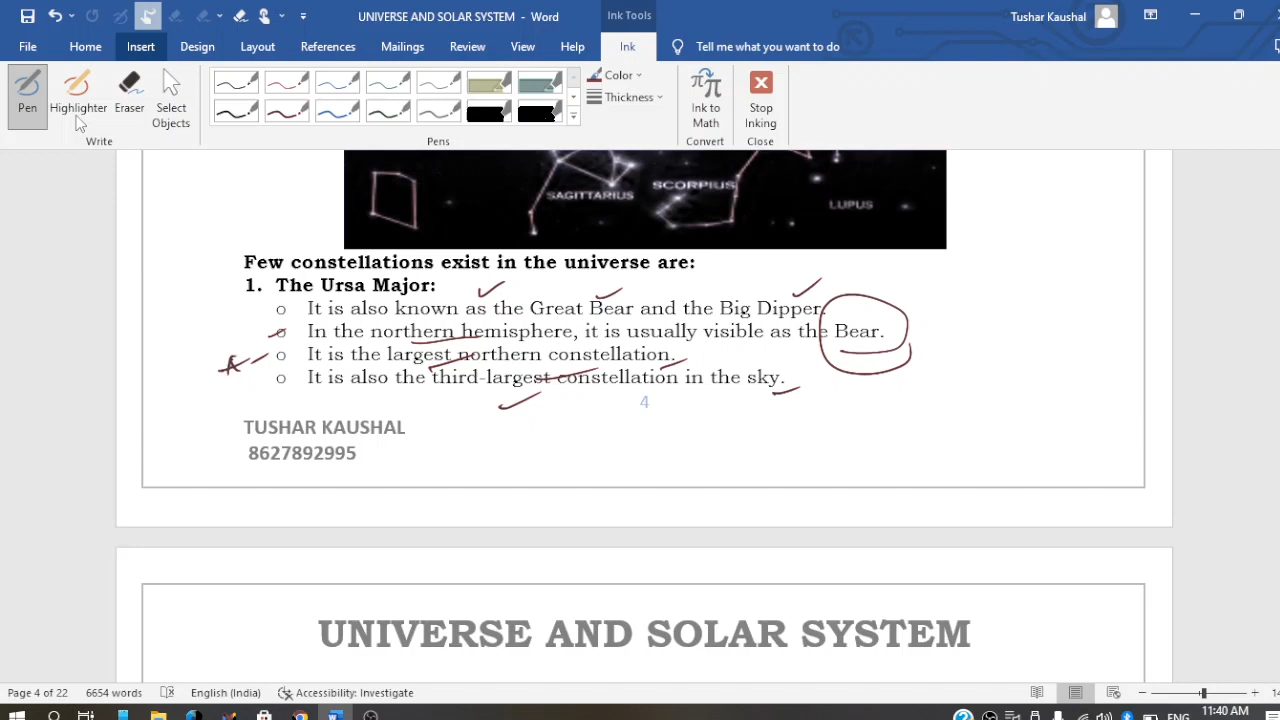 UNIVERSE AND SOLAR SYSTEM - Word
Ink Tools
Tushar Kaushal
File Home Insert Design Layout References Mailings Review View Help Ink Tell me what you want to do
Pen
Highlighter
Eraser
Select Objects
Color
Thickness
Ink to Math
Stop Inking
Write
Pens
Convert
Close
SAGITTARIUS
SCORPIUS
LUPUS
Few constellations exist in the universe are:
1. The Ursa Major:
o It is also known as the Great Bear and the Big Dipper.
o In the northern hemisphere, it is usually visible as the Bear.
o It is the largest northern constellation.
o It is also the third-largest constellation in the sky.
4
TUSHAR KAUSHAL
8627892995
UNIVERSE AND SOLAR SYSTEM
Page 4 of 22 6654 words English (India) Accessibility: Investigate
ENG
11:40 AM